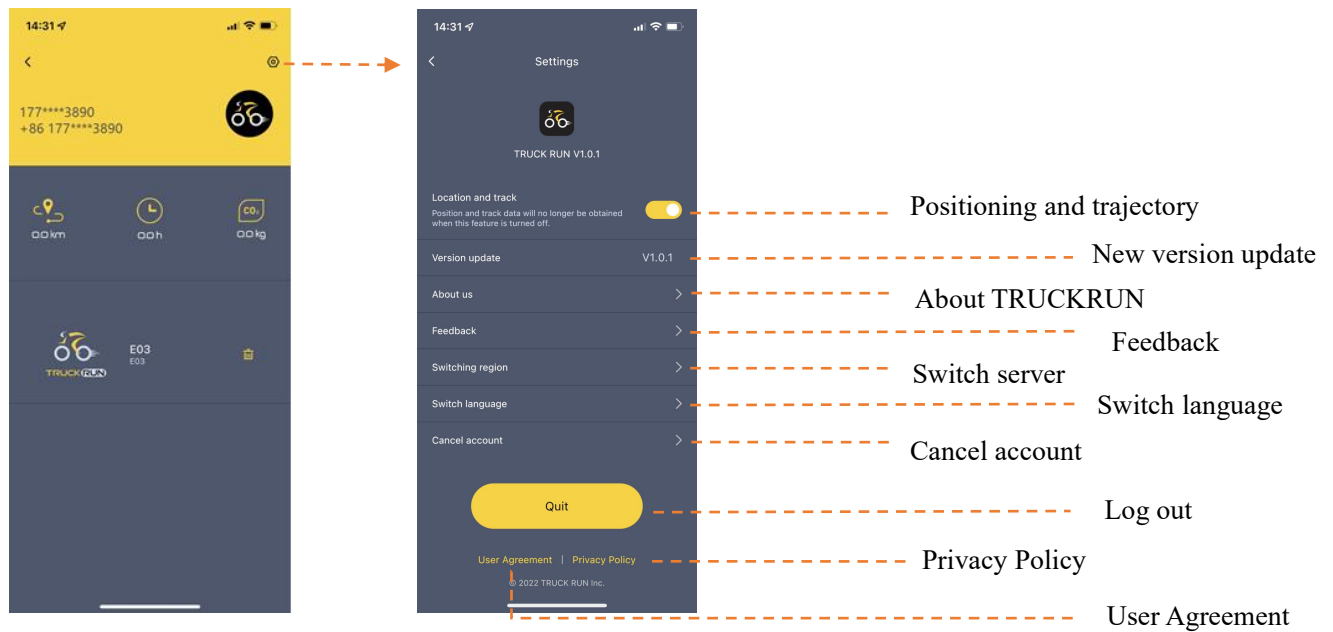 14:31
177****3890
+86 177****3890
0.0 km
0.0 h
CO₂
0.0 kg
TRUCK RUN
E03
E03
14:31
Settings
TRUCK RUN V1.0.1
Location and track
Position and track data will no longer be obtained
when this feature is turned off.
Version update V1.0.1
About us
Feedback
Switching region
Switch language
Cancel account
Quit
User Agreement | Privacy Policy
© 2022 TRUCK RUN Inc.
Positioning and trajectory
New version update
About TRUCKRUN
Feedback
Switch server
Switch language
Cancel account
Log out
Privacy Policy
User Agreement